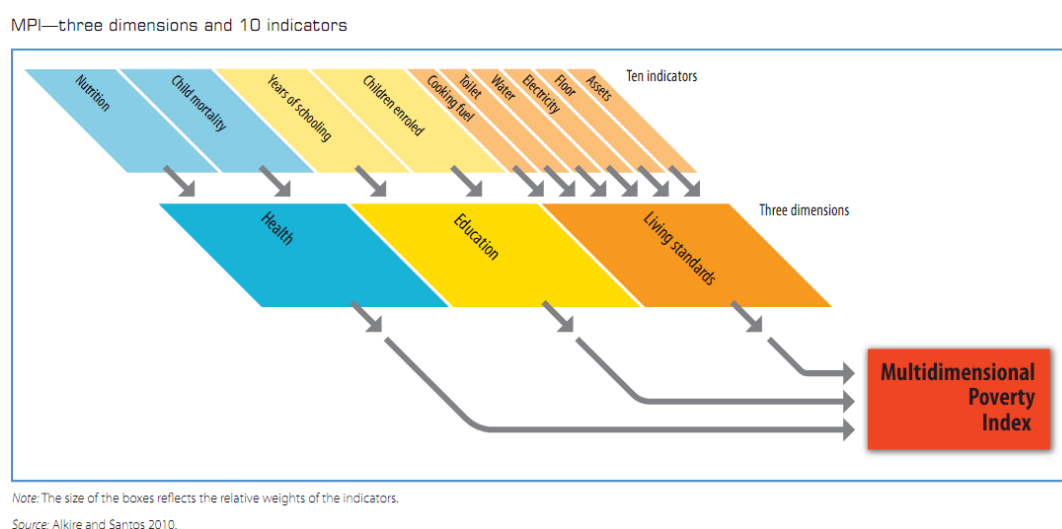 MPI—three dimensions and 10 indicators
Nutrition
Child mortality
Years of schooling
Children enroled
Cooking fuel
Toilet
Water
Electricity
Floor
Assets
Ten indicators
Health
Education
Living standards
Three dimensions
Multidimensional
Poverty
Index
Note: The size of the boxes reflects the relative weights of the indicators.
Source: Alkire and Santos 2010.